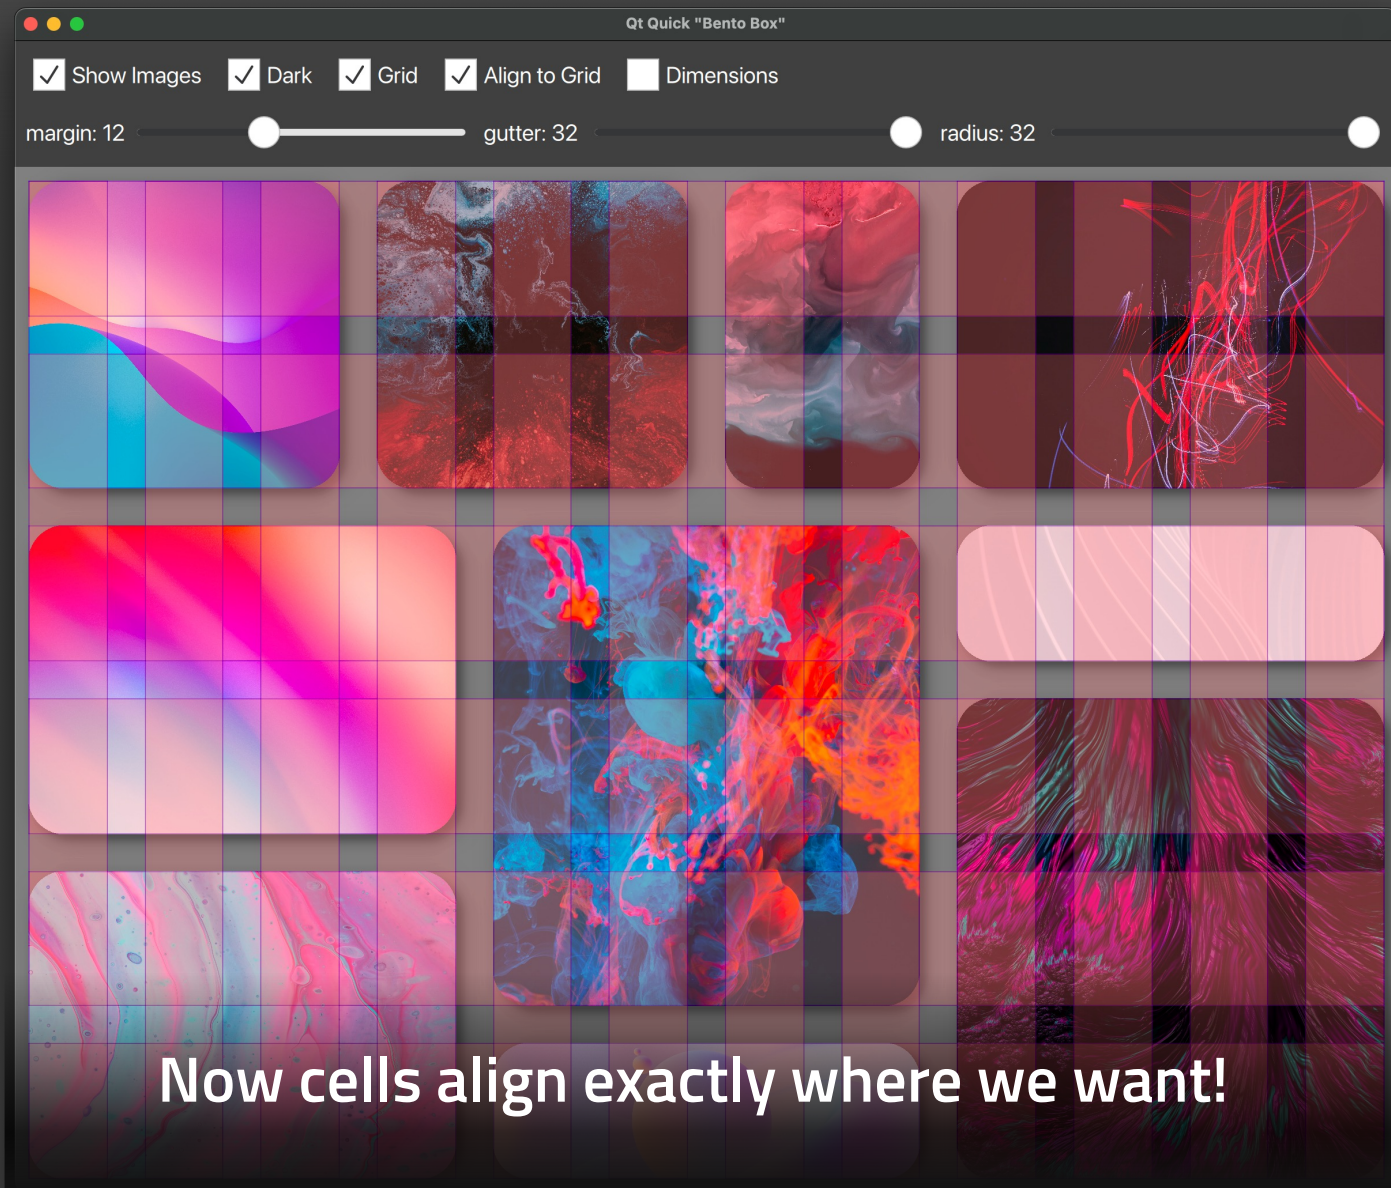 Qt Quick "Bento Box"
Show Images Dark Grid Align to Grid Dimensions
margin: 12 gutter: 32 radius: 32
Now cells align exactly where we want!